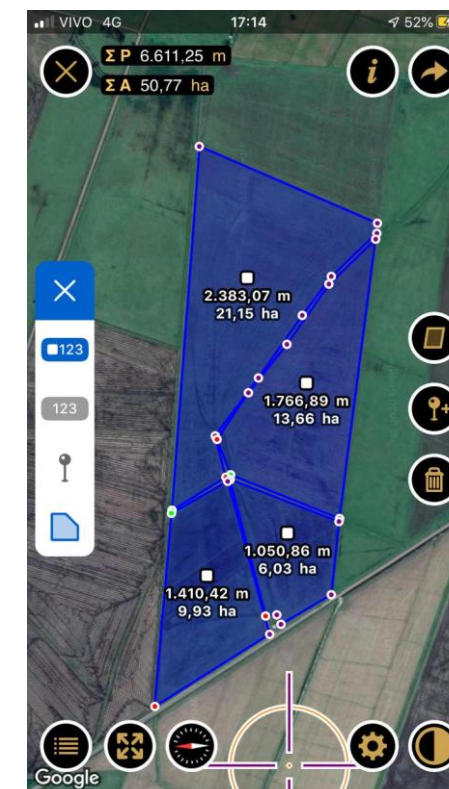 VIVO 4G 17:14 52%
Σ P 6.611,25 m
Σ A 50,77 ha
i
2.383,07 m
21,15 ha
123
123
1.766,89 m
13,66 ha
1.050,86 m
6,03 ha
1.410,42 m
9,93 ha
Google